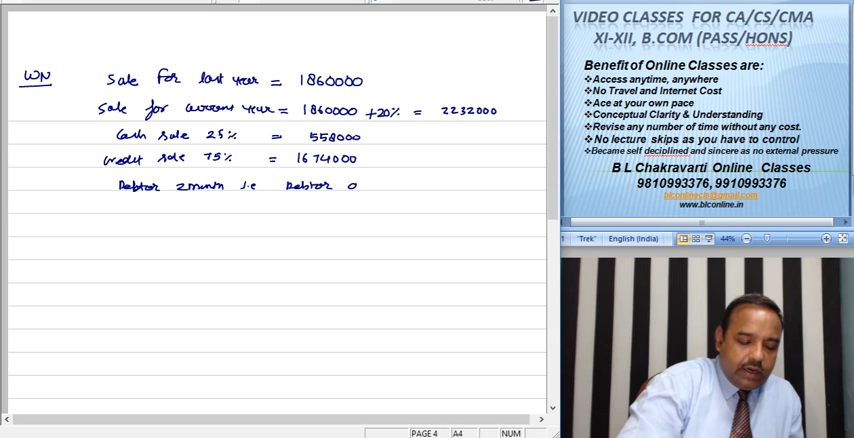 WN
Sale for last year = 1860000
Sale for current year = 1860000 +20% = 2232000
Cash sale 25% = 558000
Credit sale 75% = 1674000
Debtor 2 month i.e Debtor 0
PAGE 4 A4 NUM
VIDEO CLASSES FOR CA/CS/CMA
XI-XII, B.COM (PASS/HONS)
Benefit of Online Classes are:
❖Access anytime, anywhere
❖No Travel and Internet Cost
❖Ace at your own pace
❖Conceptual Clarity & Understanding
❖Revise any number of time without any cost.
❖No lecture skips as you have to control
❖Became self deciplined and sincere as no external pressure
B L Chakravarti Online Classes
9810993376, 9910993376
www.blconline.in
1 "Trek" English (India) 44%